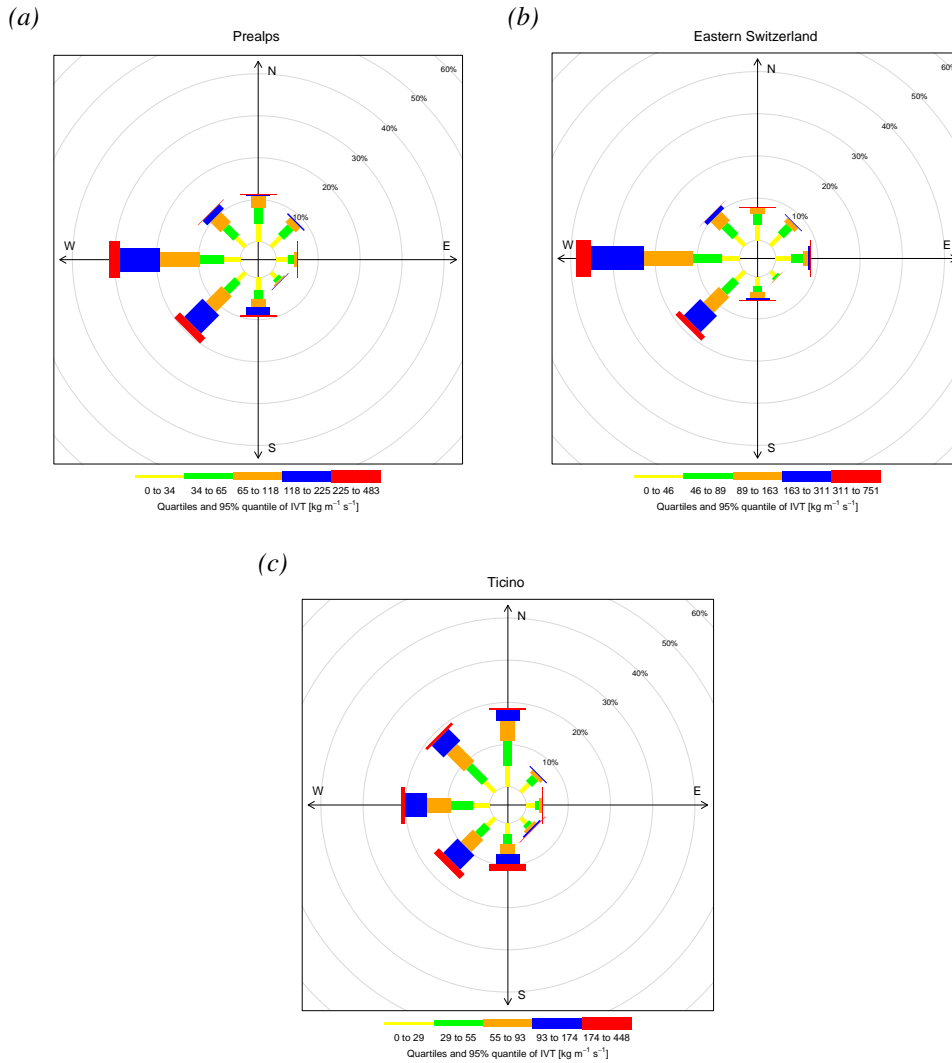 (a)
Prealps
N
60%
50%
40%
30%
20%
10%
W
E
S
0 to 34 34 to 65 65 to 118 118 to 225 225 to 483
Quartiles and 95% quantile of IVT [kg m⁻¹ s⁻¹]
(b)
Eastern Switzerland
N
60%
50%
40%
30%
20%
10%
W
E
S
0 to 46 46 to 89 89 to 163 163 to 311 311 to 751
Quartiles and 95% quantile of IVT [kg m⁻¹ s⁻¹]
(c)
Ticino
N
60%
50%
40%
30%
20%
10%
W
E
S
0 to 29 29 to 55 55 to 93 93 to 174 174 to 448
Quartiles and 95% quantile of IVT [kg m⁻¹ s⁻¹]